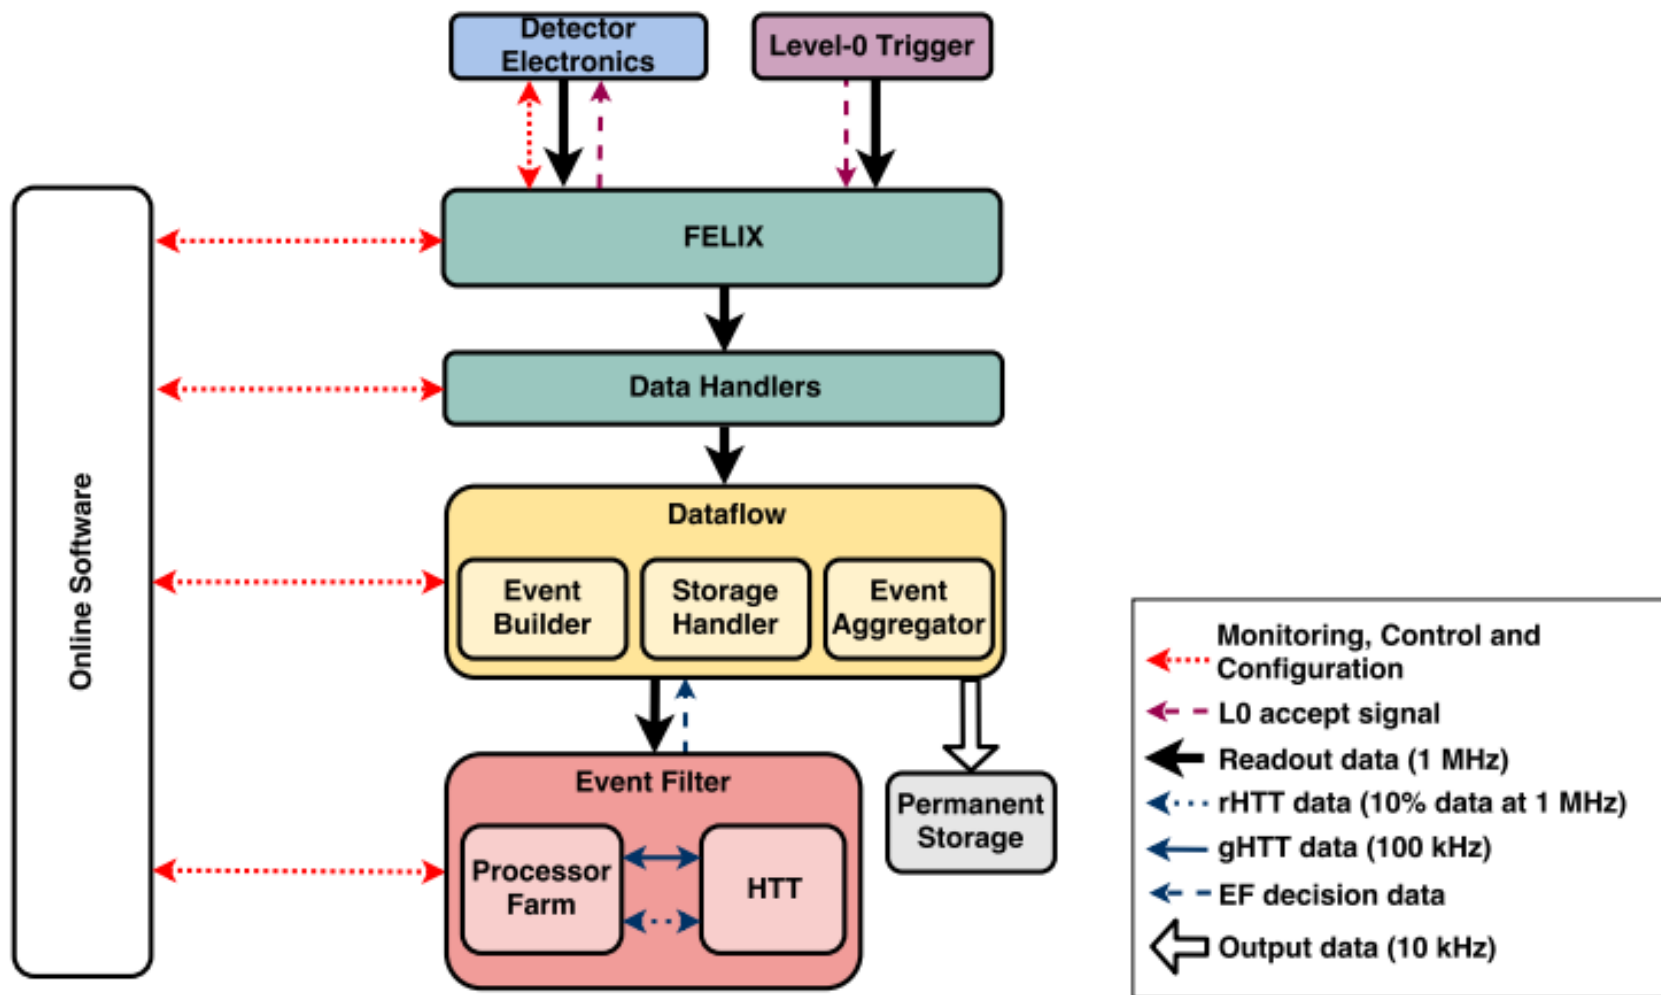 Detector
Electronics
Level-0 Trigger
FELIX
Data Handlers
Online Software
Dataflow
Event
Builder
Storage
Handler
Event
Aggregator
Event Filter
Processor
Farm
HTT
Permanent
Storage
Monitoring, Control and
Configuration
L0 accept signal
Readout data (1 MHz)
rHTT data (10% data at 1 MHz)
gHTT data (100 kHz)
EF decision data
Output data (10 kHz)